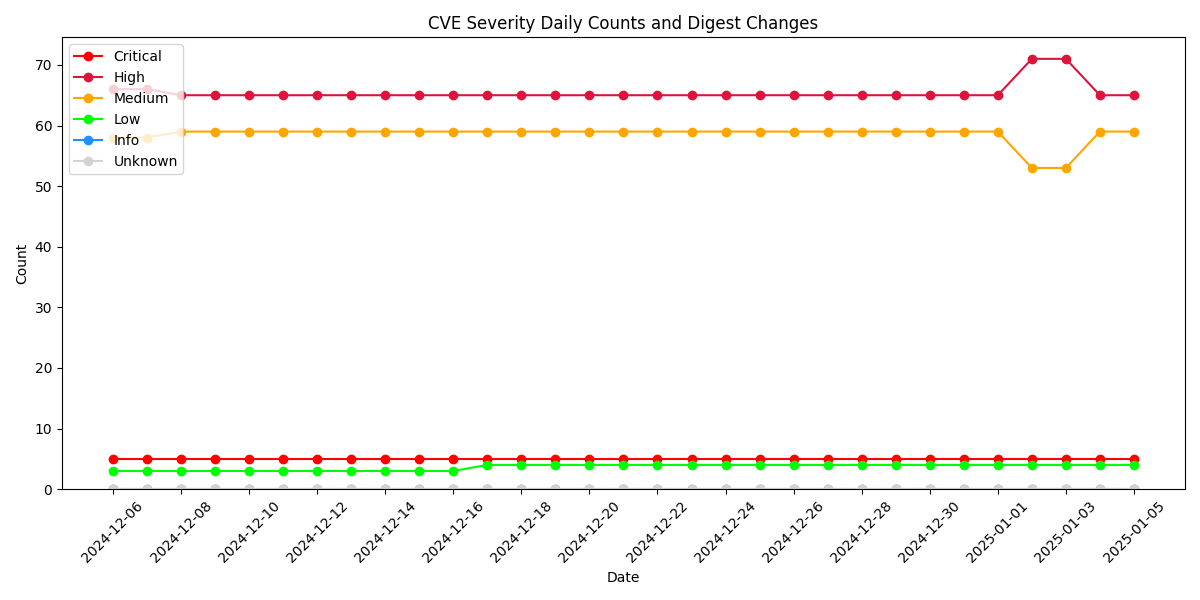 CVE Severity Daily Counts and Digest Changes
Critical
High
Medium
Low
Info
Unknown
Count
70
60
50
40
30
20
10
0
2024-12-06
2024-12-08
2024-12-10
2024-12-12
2024-12-14
2024-12-16
2024-12-18
2024-12-20
2024-12-22
2024-12-24
2024-12-26
2024-12-28
2024-12-30
2025-01-01
2025-01-03
2025-01-05
Date